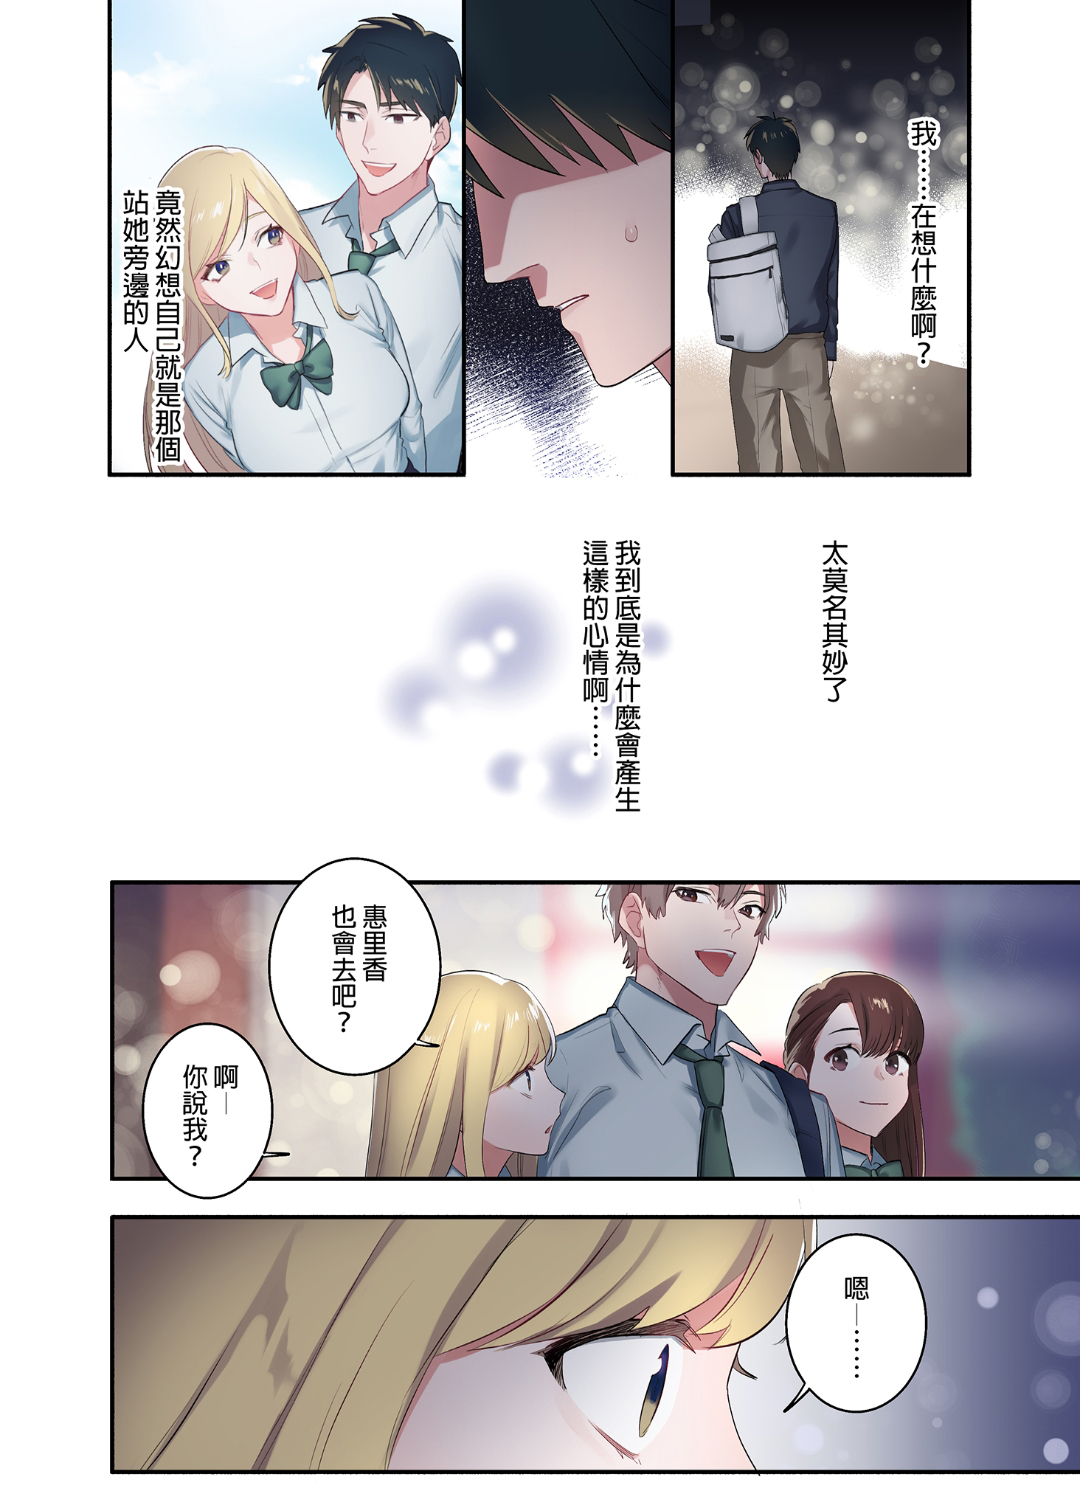 我……在想什麼啊？
竟然幻想自己就是那個
站她旁邊的人
太莫名其妙了
我到底是為什麼會產生
這樣的心情啊……
惠里香
也會去吧？
啊—
你說我？
嗯—……